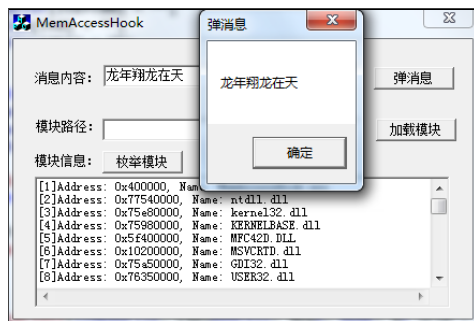 MemAccessHook
弹消息
消息内容： 龙年翔龙在天
弹消息
龙年翔龙在天
模块路径：
加载模块
确定
模块信息： 枚举模块
[1]Address: 0x400000, Nam
[2]Address: 0x77540000, Name: ntdll.dll
[3]Address: 0x75e80000, Name: kernel32.dll
[4]Address: 0x75980000, Name: KERNELBASE.dll
[5]Address: 0x5f400000, Name: MFC42D.DLL
[6]Address: 0x10200000, Name: MSVCRTD.dll
[7]Address: 0x75a50000, Name: GDI32.dll
[8]Address: 0x76350000, Name: USER32.dll